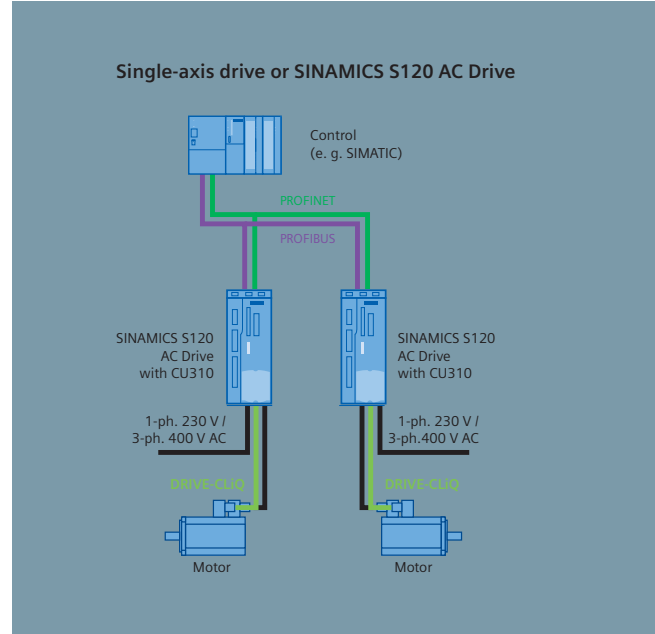 Single-axis drive or SINAMICS S120 AC Drive
Control
(e. g. SIMATIC)
PROFINET
PROFIBUS
SINAMICS S120
AC Drive
with CU310
SINAMICS S120
AC Drive
with CU310
1-ph. 230 V /
3-ph. 400 V AC
1-ph. 230 V /
3-ph.400 V AC
DRIVE-CLiQ
DRIVE-CLiQ
Motor
Motor